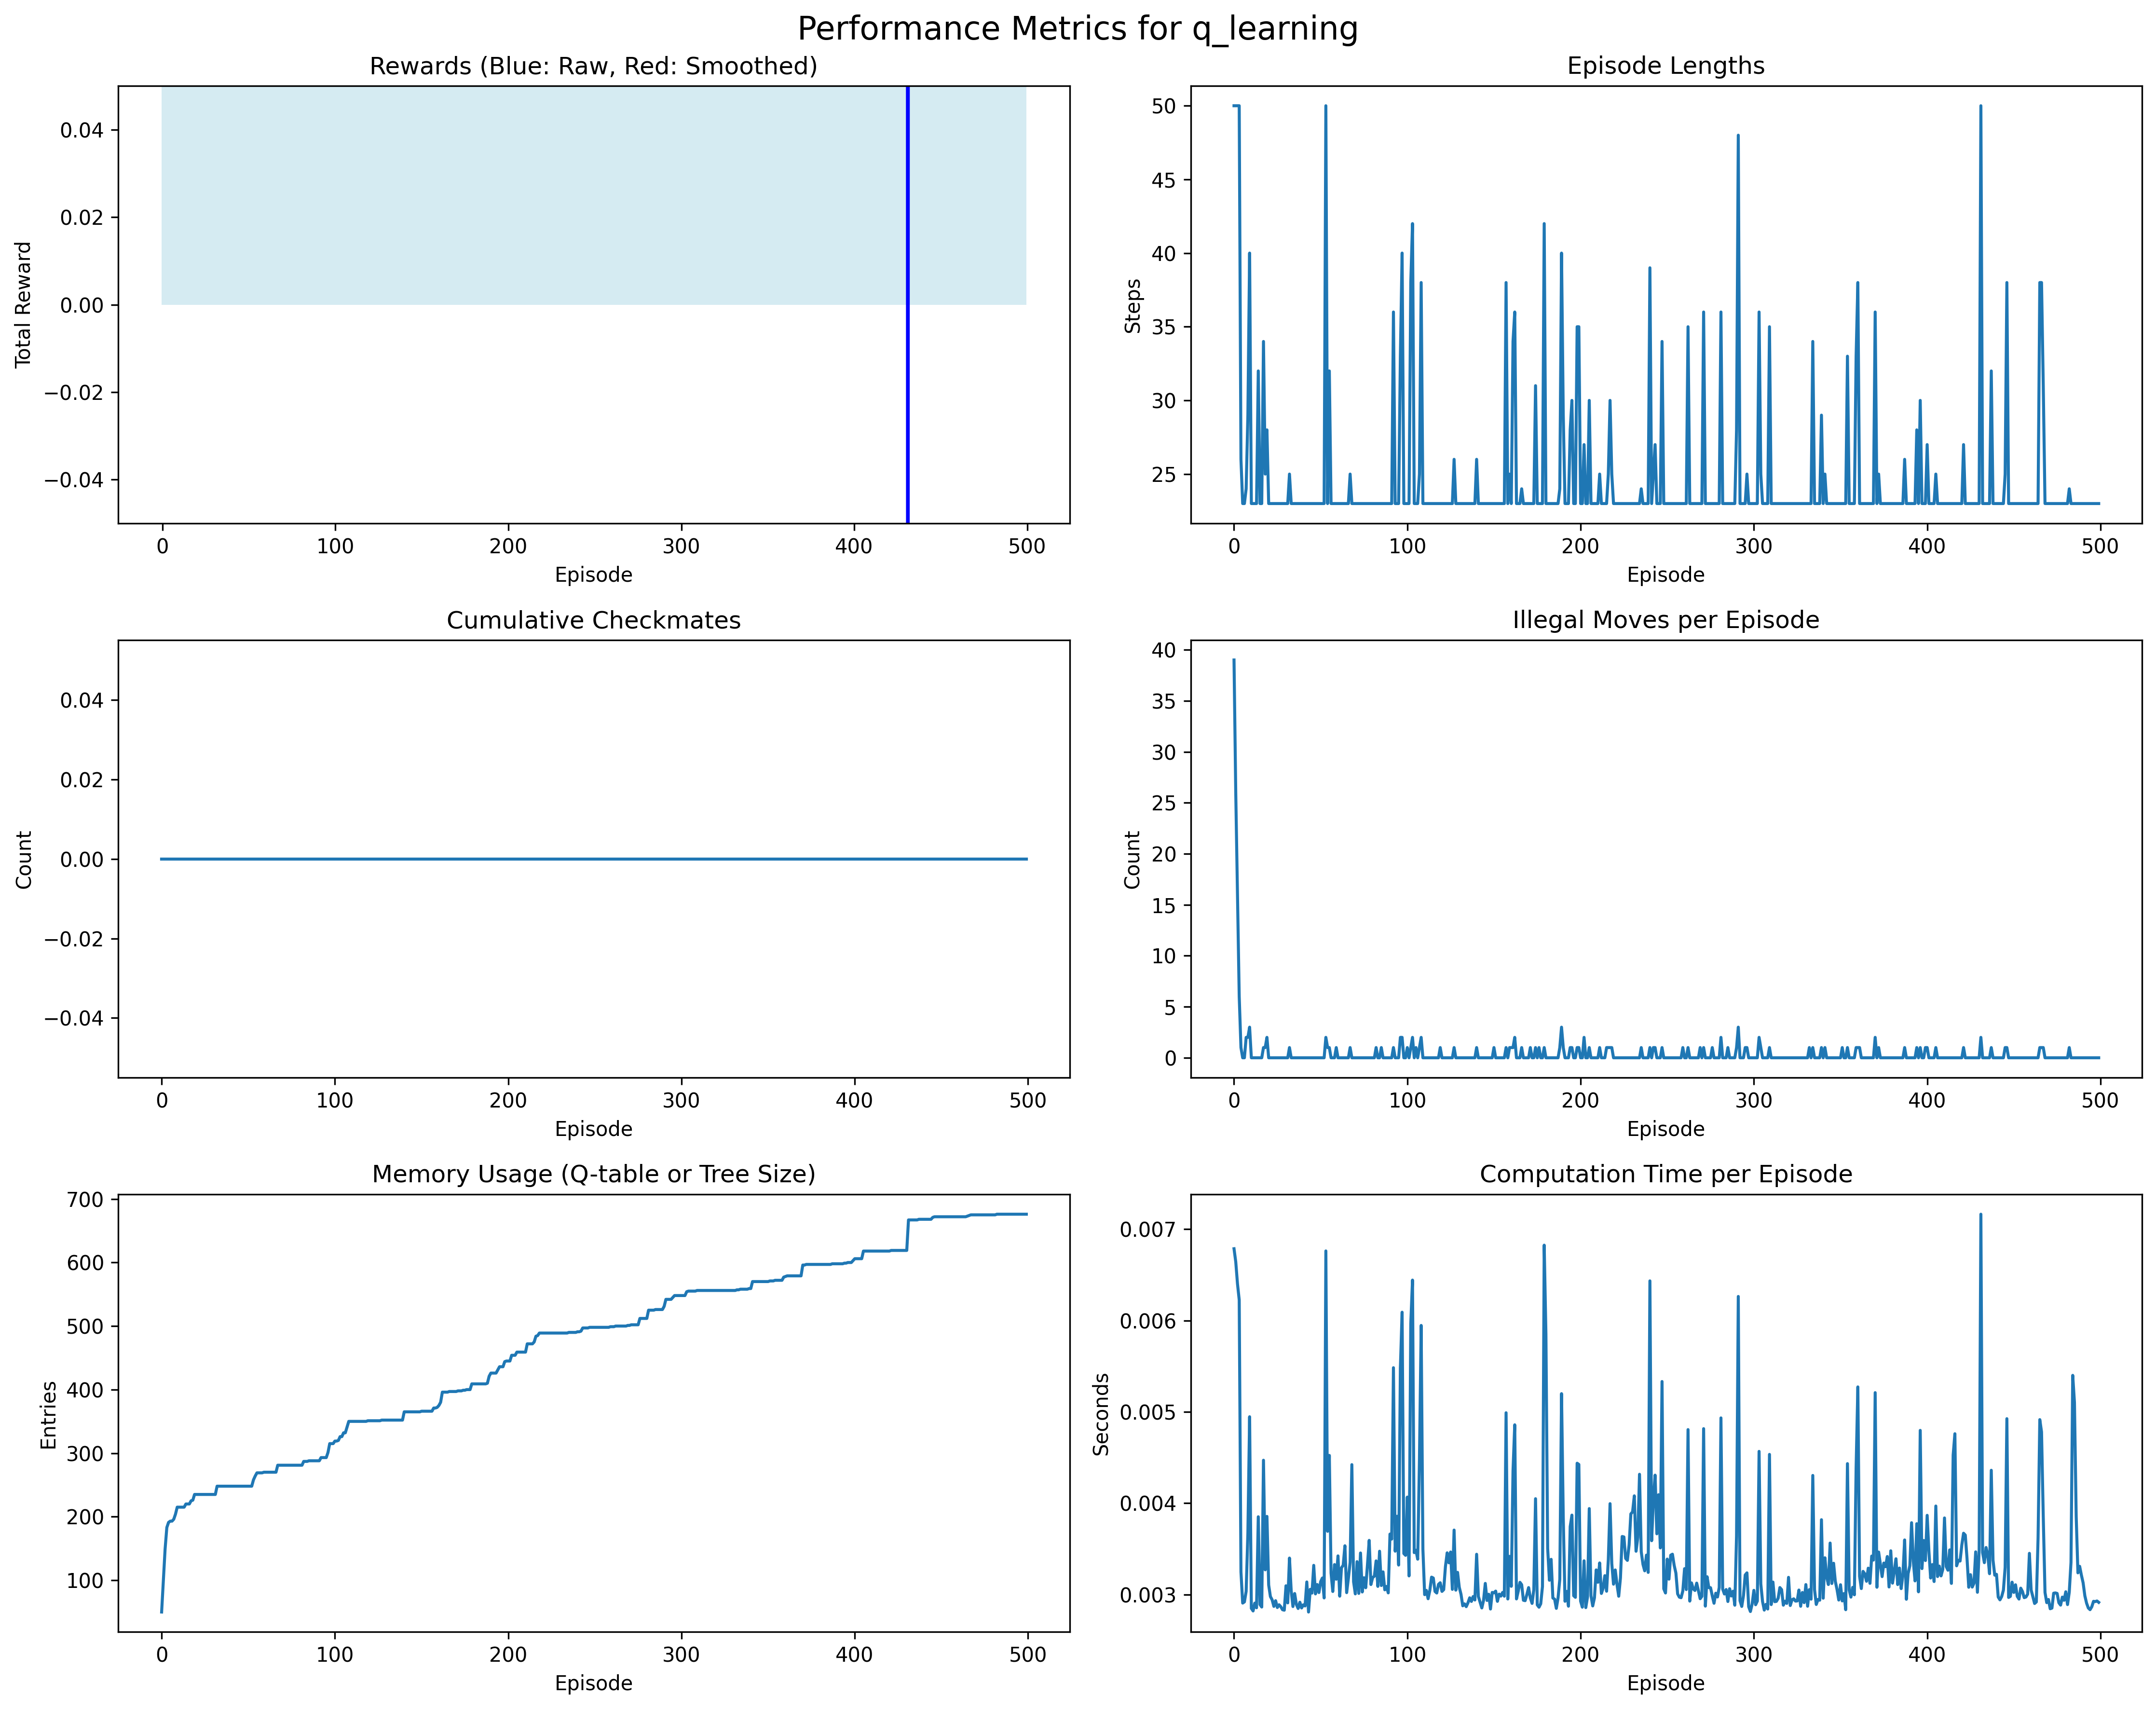 Performance Metrics for q_learning
Rewards (Blue: Raw, Red: Smoothed)
0.04
0.02
0.00
−0.02
−0.04
Total Reward
0 100 200 300 400 500
Episode
Episode Lengths
50
45
40
35
30
25
Steps
0 100 200 300 400 500
Episode
Cumulative Checkmates
0.04
0.02
0.00
−0.02
−0.04
Count
0 100 200 300 400 500
Episode
Illegal Moves per Episode
40
35
30
25
20
15
10
5
0
Count
0 100 200 300 400 500
Episode
Memory Usage (Q-table or Tree Size)
700
600
500
400
300
200
100
Entries
0 100 200 300 400 500
Episode
Computation Time per Episode
0.007
0.006
0.005
0.004
0.003
Seconds
0 100 200 300 400 500
Episode